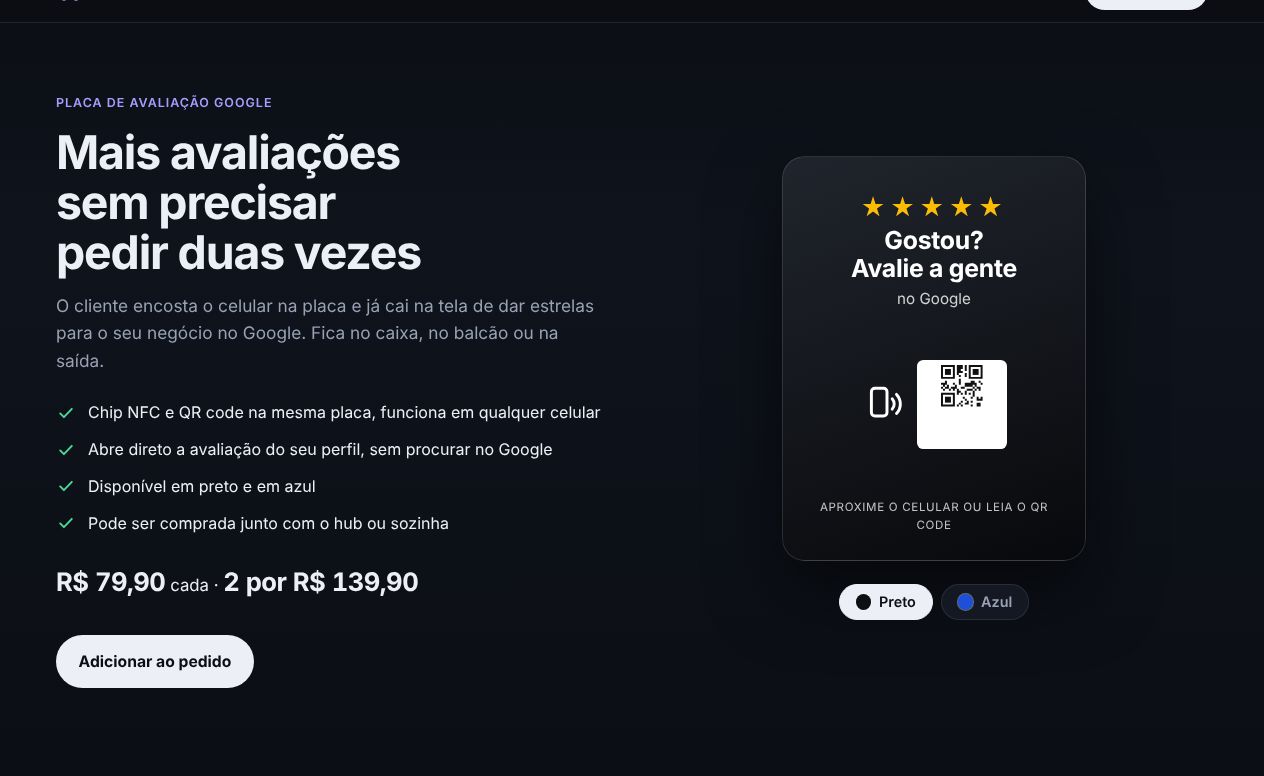 PLACA DE AVALIAÇÃO GOOGLE
Mais avaliações
sem precisar
pedir duas vezes
O cliente encosta o celular na placa e já cai na tela de dar estrelas
para o seu negócio no Google. Fica no caixa, no balcão ou na
saída.
Chip NFC e QR code na mesma placa, funciona em qualquer celular
Abre direto a avaliação do seu perfil, sem procurar no Google
Disponível em preto e em azul
Pode ser comprada junto com o hub ou sozinha
R$ 79,90 cada · 2 por R$ 139,90
Adicionar ao pedido
Gostou?
Avalie a gente
no Google
APROXIME O CELULAR OU LEIA O QR
CODE
Preto
Azul